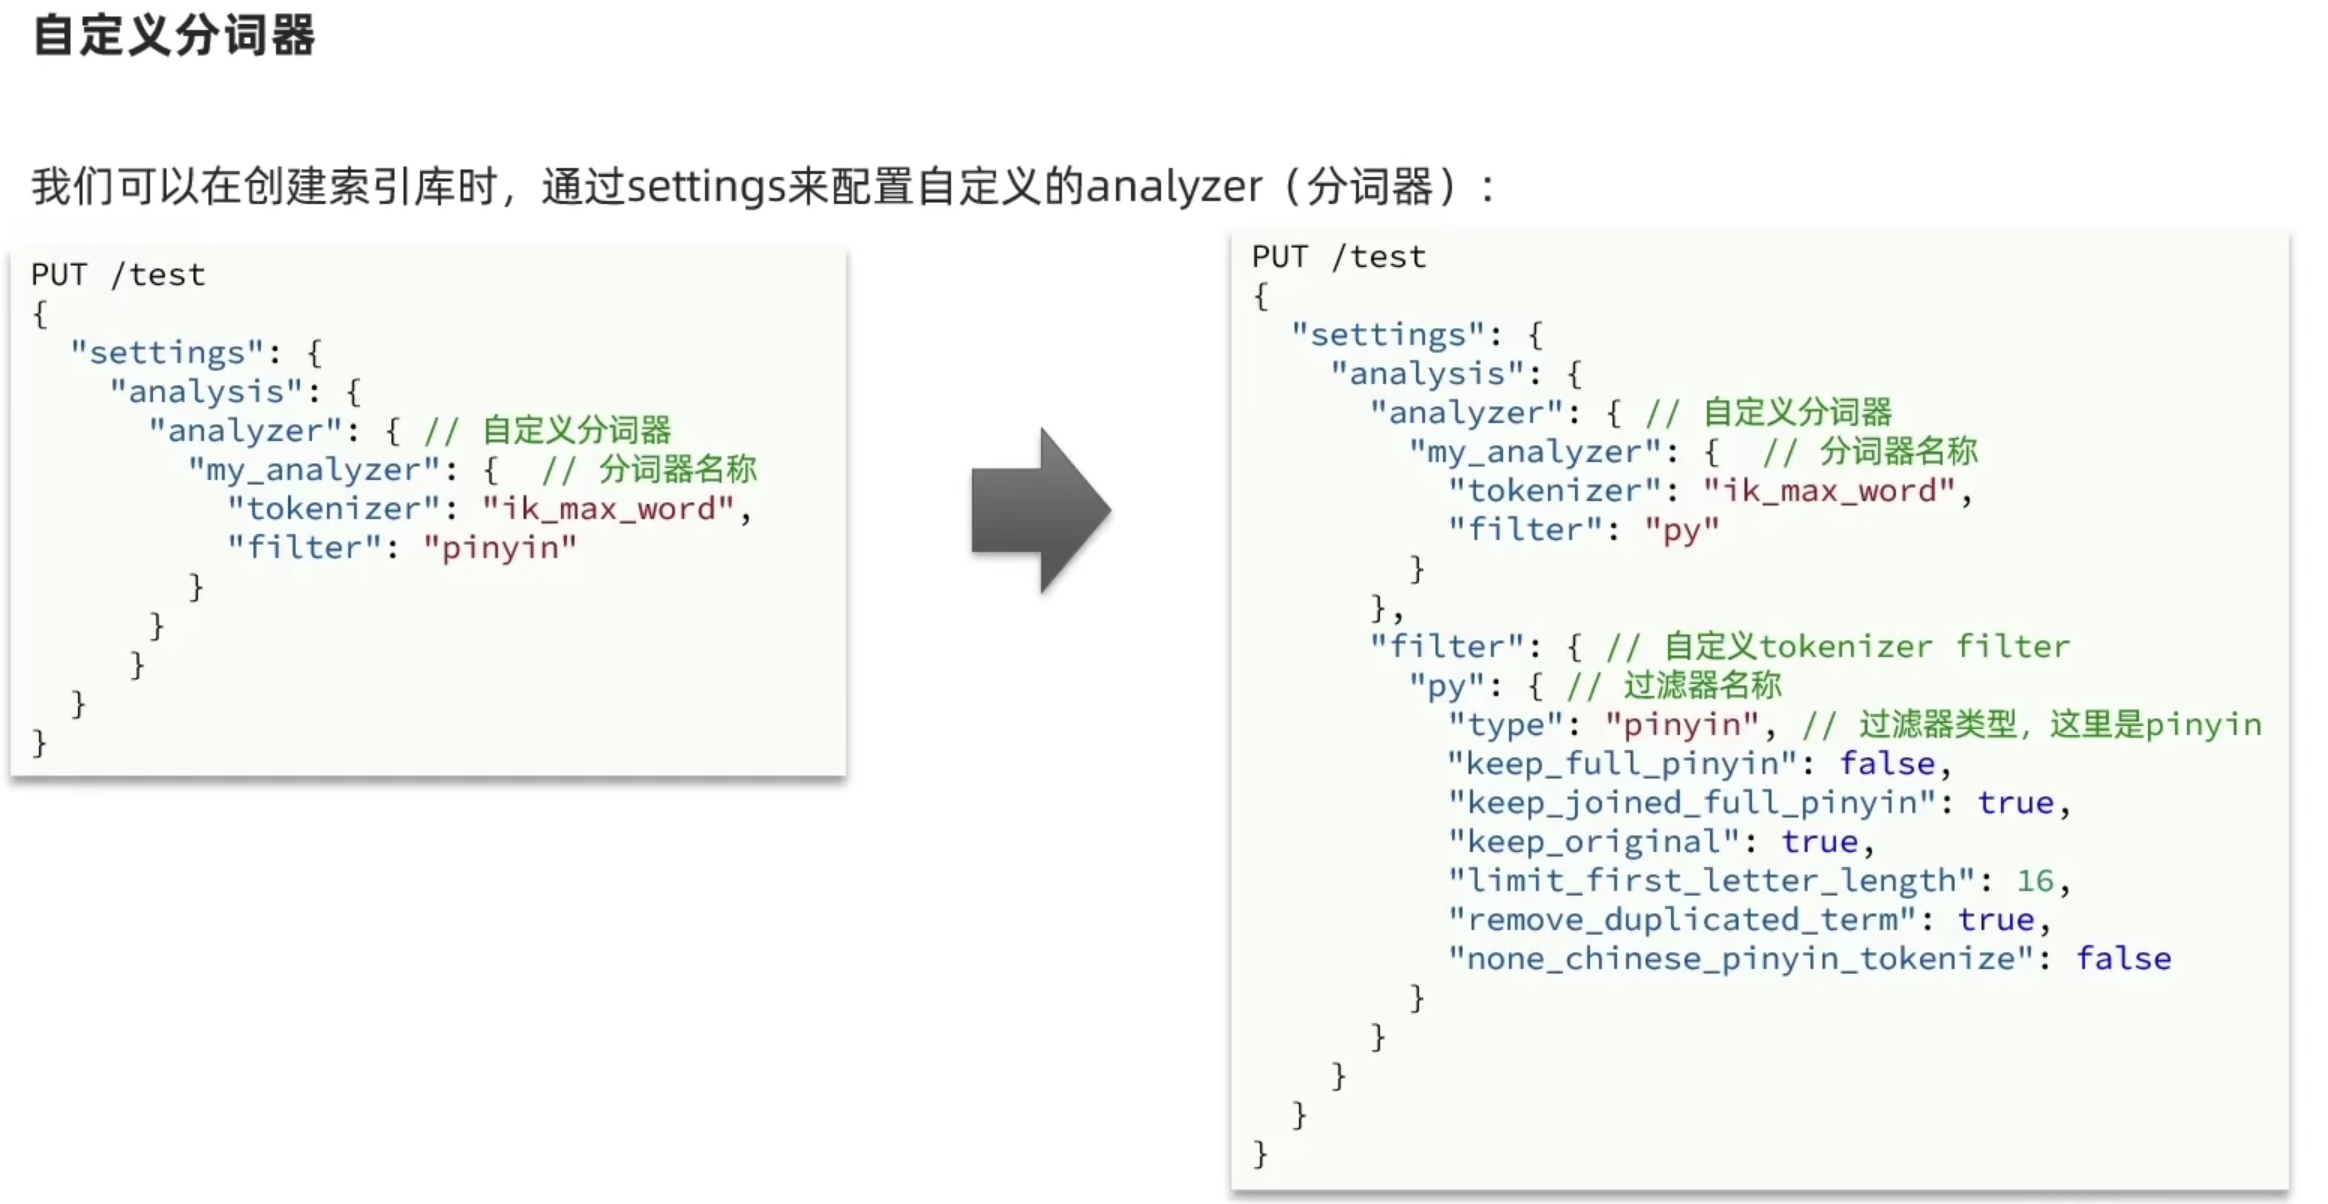 自定义分词器
我们可以在创建索引库时，通过settings来配置自定义的analyzer（分词器）：
PUT /test
{
  "settings": {
    "analysis": {
      "analyzer": { // 自定义分词器
        "my_analyzer": {  // 分词器名称
          "tokenizer": "ik_max_word",
          "filter": "pinyin"
        }
      }
     }
  }
}
PUT /test
{
  "settings": {
    "analysis": {
      "analyzer": { // 自定义分词器
        "my_analyzer": {  // 分词器名称
          "tokenizer": "ik_max_word",
          "filter": "py"
        }
      },
      "filter": { // 自定义tokenizer filter
        "py": { // 过滤器名称
          "type": "pinyin", // 过滤器类型，这里是pinyin
          "keep_full_pinyin": false,
          "keep_joined_full_pinyin": true,
          "keep_original": true,
          "limit_first_letter_length": 16,
          "remove_duplicated_term": true,
          "none_chinese_pinyin_tokenize": false
        }
      }
    }
  }
}